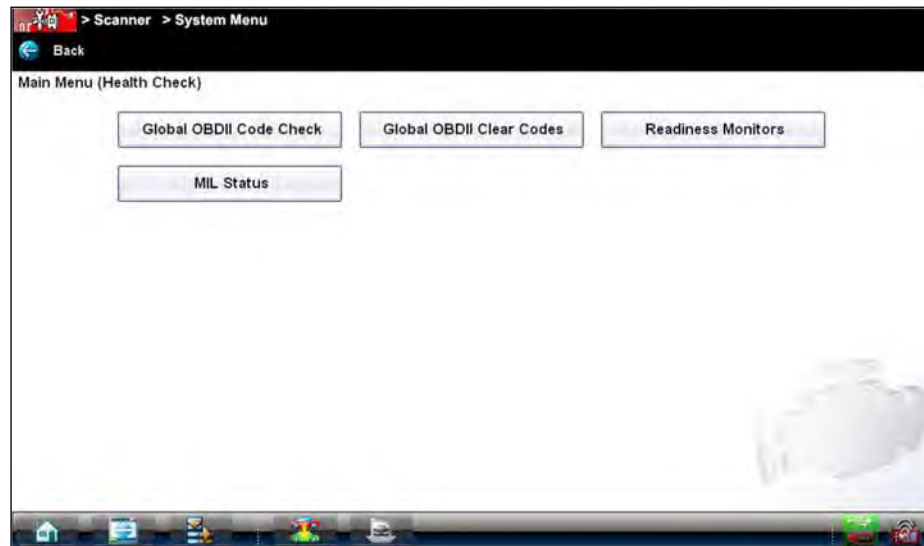 > Scanner > System Menu
Back
Main Menu (Health Check)
Global OBDII Code Check Global OBDII Clear Codes Readiness Monitors
MIL Status